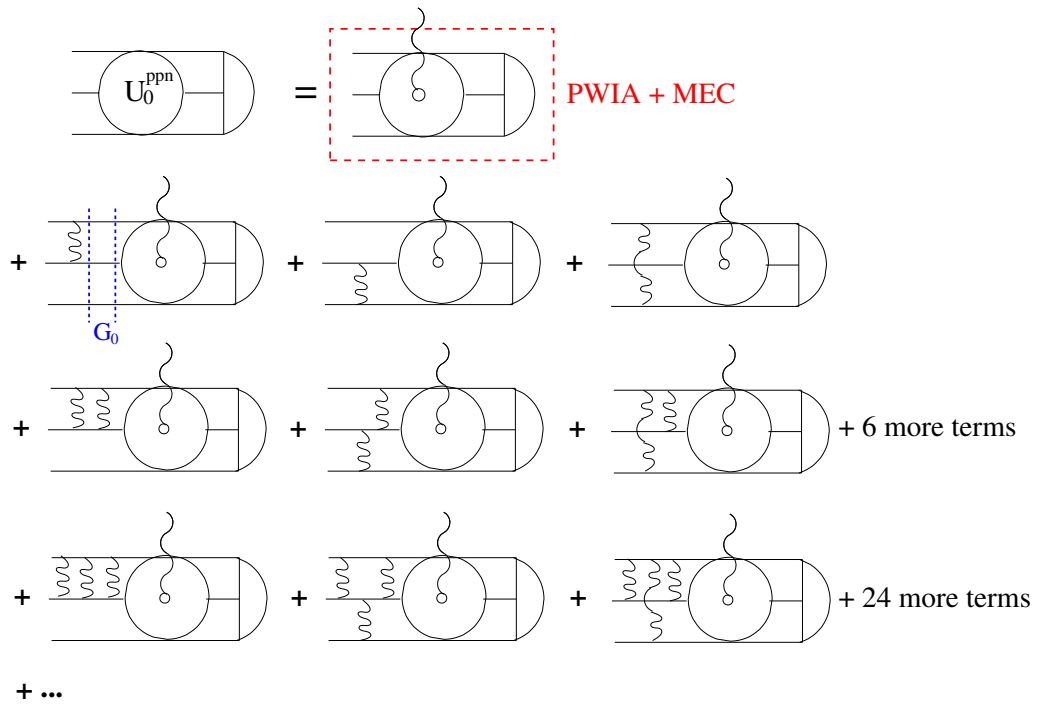 U₀ᵖᵖⁿ = PWIA + MEC
+ + +
G₀
+ + + + 6 more terms
+ + + + 24 more terms
+ ...